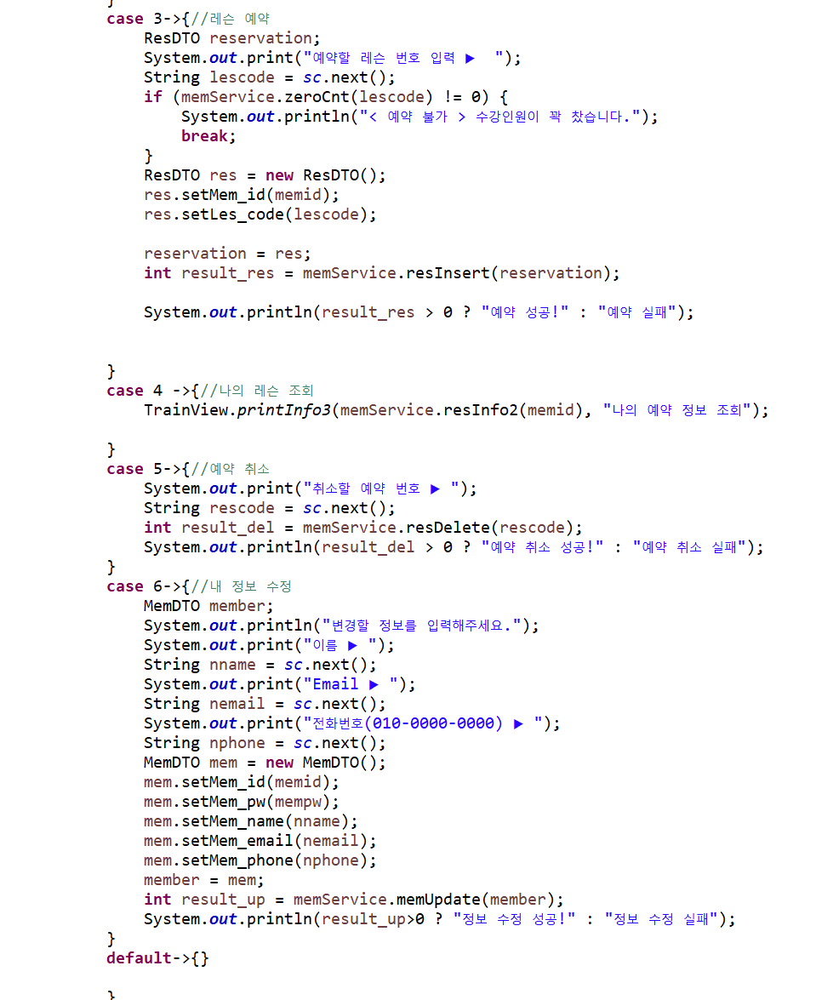 }
case 3->{//레슨 예약
ResDTO reservation;
System.out.print("예약할 레슨 번호 입력 ▶  ");
String lescode = sc.next();
if (memService.zeroCnt(lescode) != 0) {
System.out.println("< 예약 불가 > 수강인원이 꽉 찼습니다.");
break;
}
ResDTO res = new ResDTO();
res.setMem_id(memid);
res.setLes_code(lescode);
reservation = res;
int result_res = memService.resInsert(reservation);
System.out.println(result_res > 0 ? "예약 성공!" : "예약 실패");
}
case 4 ->{//나의 레슨 조회
TrainView.printInfo3(memService.resInfo2(memid), "나의 예약 정보 조회");
}
case 5->{//예약 취소
System.out.print("취소할 예약 번호 ▶ ");
String rescode = sc.next();
int result_del = memService.resDelete(rescode);
System.out.println(result_del > 0 ? "예약 취소 성공!" : "예약 취소 실패");
}
case 6->{//내 정보 수정
MemDTO member;
System.out.println("변경할 정보를 입력해주세요.");
System.out.print("이름 ▶ ");
String nname = sc.next();
System.out.print("Email ▶ ");
String nemail = sc.next();
System.out.print("전화번호(010-0000-0000) ▶ ");
String nphone = sc.next();
MemDTO mem = new MemDTO();
mem.setMem_id(memid);
mem.setMem_pw(mempw);
mem.setMem_name(nname);
mem.setMem_email(nemail);
mem.setMem_phone(nphone);
member = mem;
int result_up = memService.memUpdate(member);
System.out.println(result_up>0 ? "정보 수정 성공!" : "정보 수정 실패");
}
default->{}
}